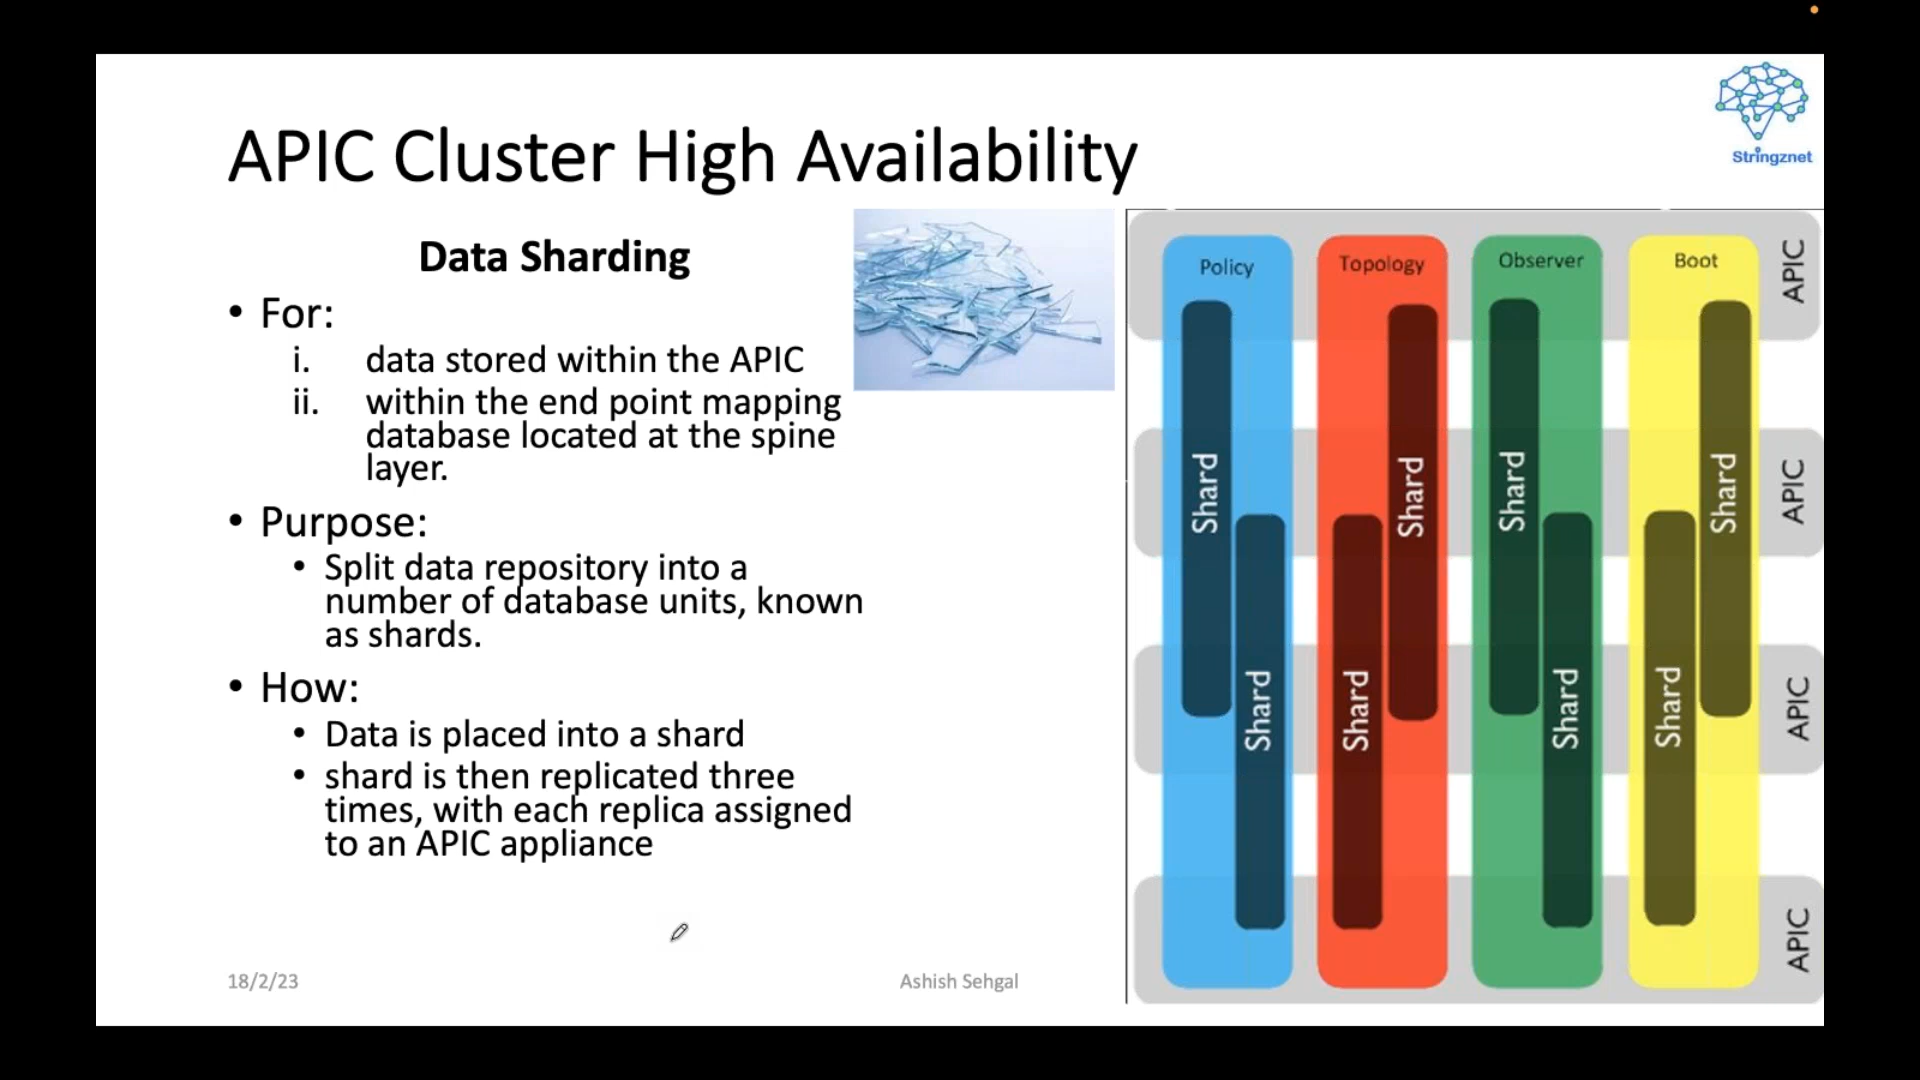 Stringznet
APIC Cluster High Availability
Data Sharding
• For:
i. data stored within the APIC
ii. within the end point mapping
database located at the spine
layer.
• Purpose:
• Split data repository into a
number of database units, known
as shards.
• How:
• Data is placed into a shard
• shard is then replicated three
times, with each replica assigned
to an APIC appliance
Policy
Topology
Observer
Boot
APIC
Shard
Shard
Shard
Shard
APIC
Shard
Shard
Shard
Shard
APIC
APIC
18/2/23
Ashish Sehgal